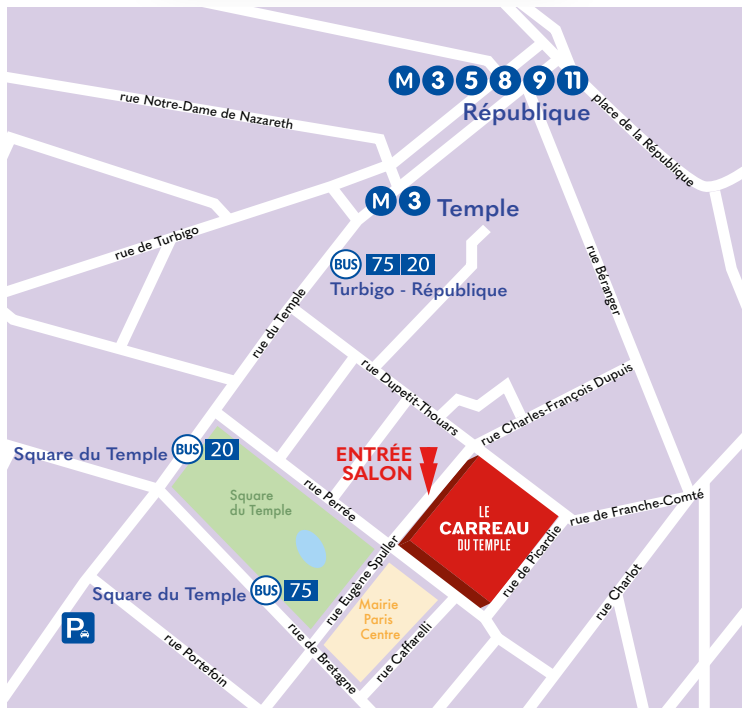 M 3 5 8 9 11
République
place de la République
rue Notre-Dame de Nazareth
M 3 Temple
rue de Turbigo
BUS 75 20
Turbigo - République
rue Béranger
rue du Temple
rue Dupetit-Thouars
rue Charles-François Dupuis
Square du Temple BUS 20
ENTRÉE
SALON
rue Perrée
Square
du Temple
LE
CARREAU
DU TEMPLE
rue de Franche-Comté
rue de Picardie
rue Eugène Spuller
rue Charlot
Square du Temple BUS 75
Mairie
Paris
Centre
P
rue Portefoin
rue de Bretagne
rue Caffarelli